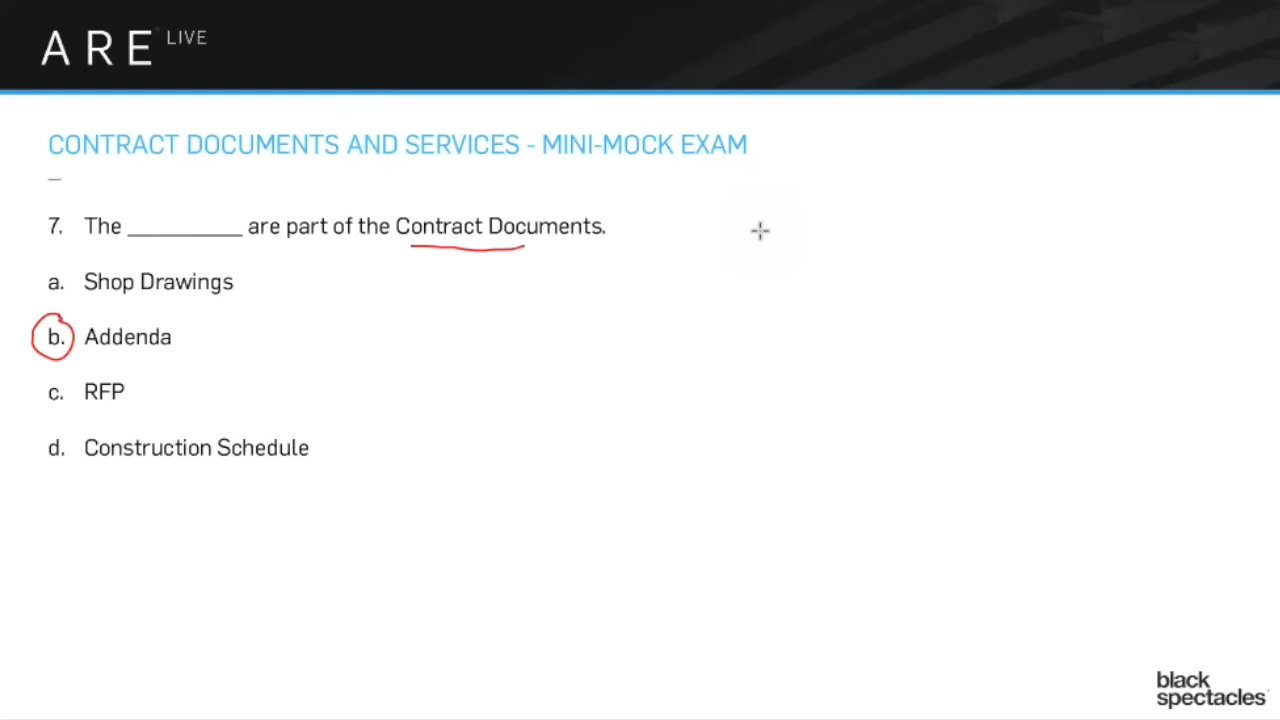 ARE LIVE
CONTRACT DOCUMENTS AND SERVICES - MINI-MOCK EXAM
7. The __________ are part of the Contract Documents.
a. Shop Drawings
b. Addenda
c. RFP
d. Construction Schedule
black
spectacles